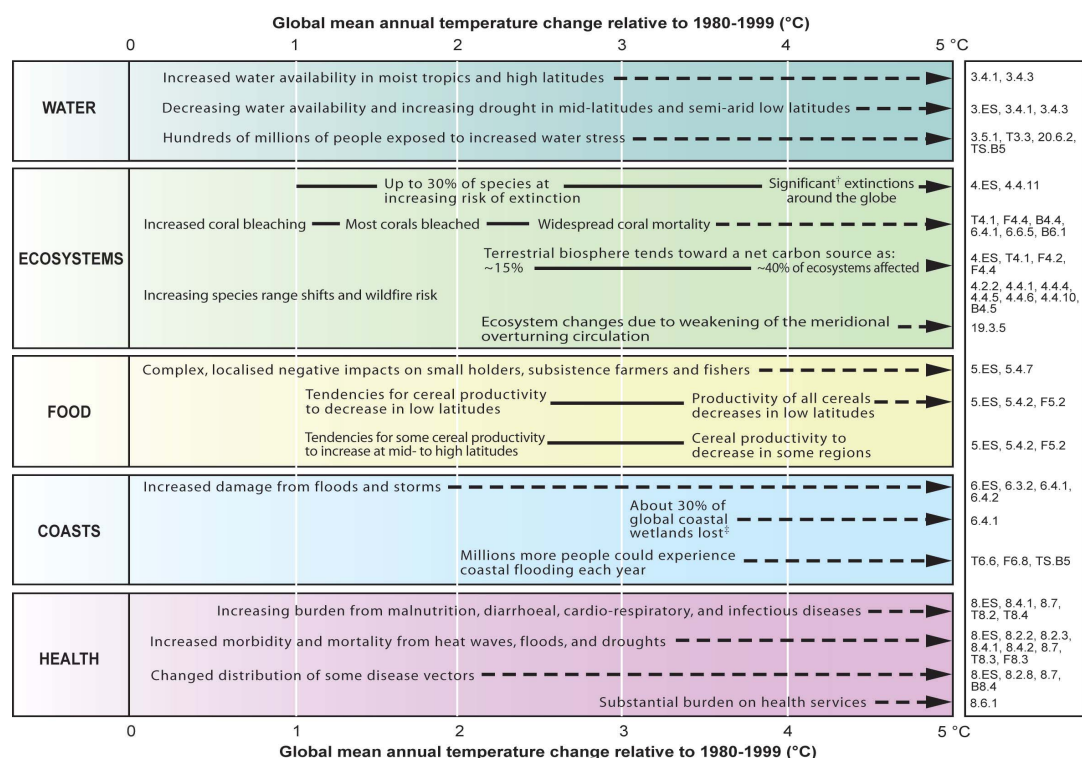 Global mean annual temperature change relative to 1980-1999 (°C)
0 1 2 3 4 5 °C
WATER
Increased water availability in moist tropics and high latitudes
3.4.1, 3.4.3
Decreasing water availability and increasing drought in mid-latitudes and semi-arid low latitudes
3.ES, 3.4.1, 3.4.3
Hundreds of millions of people exposed to increased water stress
3.5.1, T3.3, 20.6.2,
TS.B5
ECOSYSTEMS
Up to 30% of species at
increasing risk of extinction
Significant† extinctions
around the globe
4.ES, 4.4.11
Increased coral bleaching
Most corals bleached
Widespread coral mortality
T4.1, F4.4, B4.4,
6.4.1, 6.6.5, B6.1
Terrestrial biosphere tends toward a net carbon source as:
~15%
~40% of ecosystems affected
4.ES, T4.1, F4.2,
F4.4
Increasing species range shifts and wildfire risk
4.2.2, 4.4.1, 4.4.4,
4.4.5, 4.4.6, 4.4.10,
B4.5
Ecosystem changes due to weakening of the meridional
overturning circulation
19.3.5
FOOD
Complex, localised negative impacts on small holders, subsistence farmers and fishers
5.ES, 5.4.7
Tendencies for cereal productivity
to decrease in low latitudes
Productivity of all cereals
decreases in low latitudes
5.ES, 5.4.2, F5.2
Tendencies for some cereal productivity
to increase at mid- to high latitudes
Cereal productivity to
decrease in some regions
5.ES, 5.4.2, F5.2
COASTS
Increased damage from floods and storms
6.ES, 6.3.2, 6.4.1,
6.4.2
About 30% of
global coastal
wetlands lost‡
6.4.1
Millions more people could experience
coastal flooding each year
T6.6, F6.8, TS.B5
HEALTH
Increasing burden from malnutrition, diarrhoeal, cardio-respiratory, and infectious diseases
8.ES, 8.4.1, 8.7,
T8.2, T8.4
Increased morbidity and mortality from heat waves, floods, and droughts
8.ES, 8.2.2, 8.2.3,
8.4.1, 8.4.2, 8.7,
T8.3, F8.3
Changed distribution of some disease vectors
8.ES, 8.2.8, 8.7,
B8.4
Substantial burden on health services
8.6.1
0 1 2 3 4 5 °C
Global mean annual temperature change relative to 1980-1999 (°C)